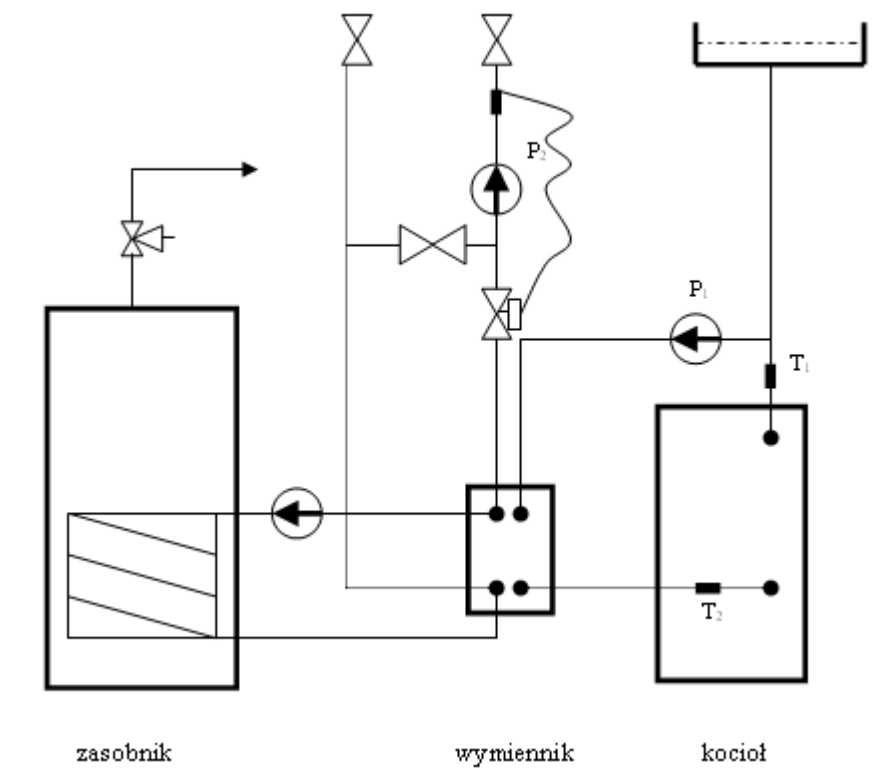 P₂
P₁
T₁
T₂
zasobnik wymiennik kocioł